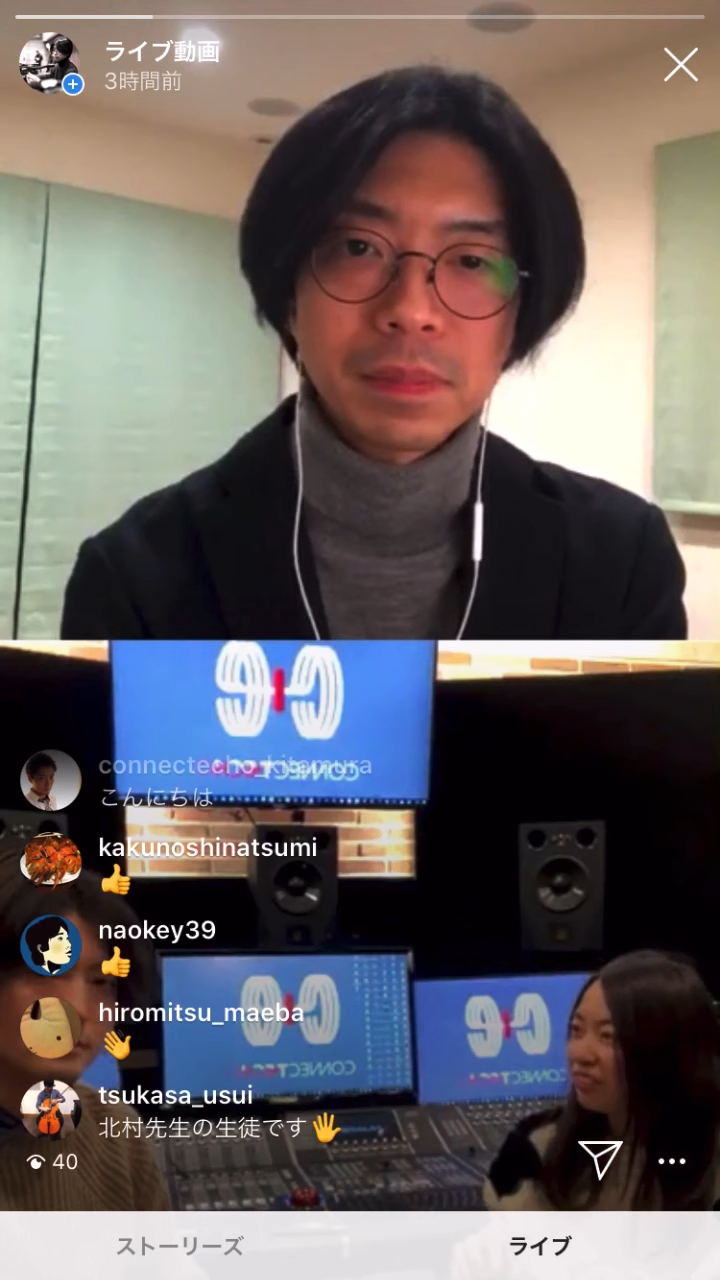 ライブ動画
3時間前
connectecho_kitamura
こんにちは
kakunoshinatsumi
👍
naokey39
👍
hiromitsu_maeba
👋
tsukasa_usui
北村先生の生徒です🖐
40
ストーリーズ
ライブ